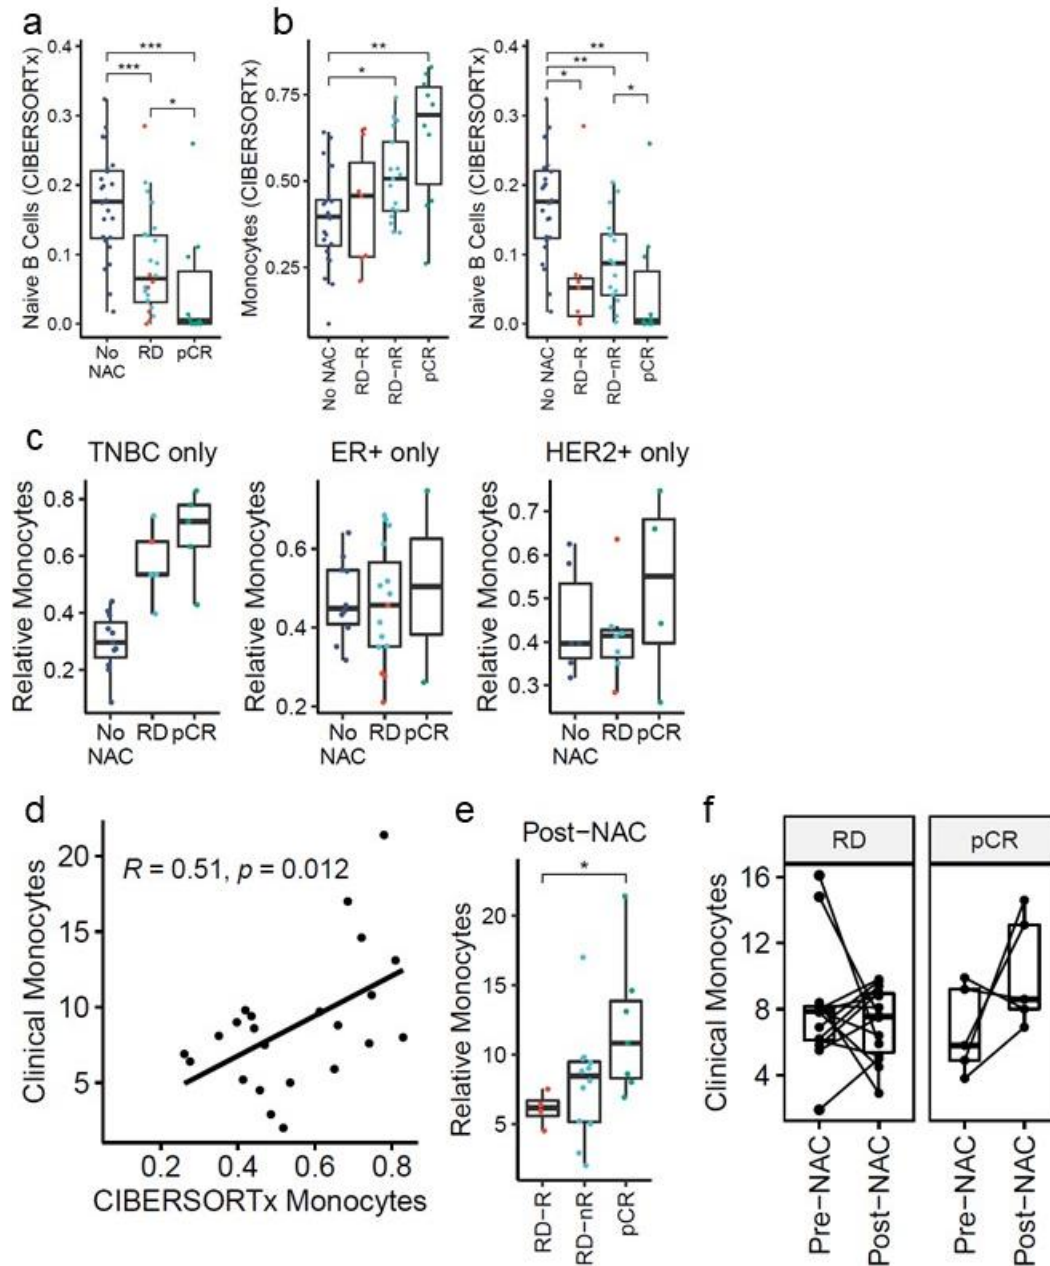 a
b
Naive B Cells (CIBERSORTx)
0.4
0.3
0.2
0.1
0.0
***
***
*
No NAC
RD
pCR
Monocytes (CIBERSORTx)
0.75
0.50
0.25
**
*
No NAC
RD-R
RD-nR
pCR
Naive B Cells (CIBERSORTx)
0.4
0.3
0.2
0.1
0.0
**
**
*
*
No NAC
RD-R
RD-nR
pCR
c
TNBC only
Relative Monocytes
0.8
0.6
0.4
0.2
No
NAC
RD
pCR
ER+ only
Relative Monocytes
0.6
0.4
0.2
No
NAC
RD
pCR
HER2+ only
Relative Monocytes
0.7
0.6
0.5
0.4
0.3
No
NAC
RD
pCR
d
Clinical Monocytes
20
15
10
5
R = 0.51, p = 0.012
0.2 0.4 0.6 0.8
CIBERSORTx Monocytes
e
Post-NAC
Relative Monocytes
20
15
10
5
*
RD-R
RD-nR
pCR
f
RD
pCR
Clinical Monocytes
16
12
8
4
Pre-NAC
Post-NAC
Pre-NAC
Post-NAC